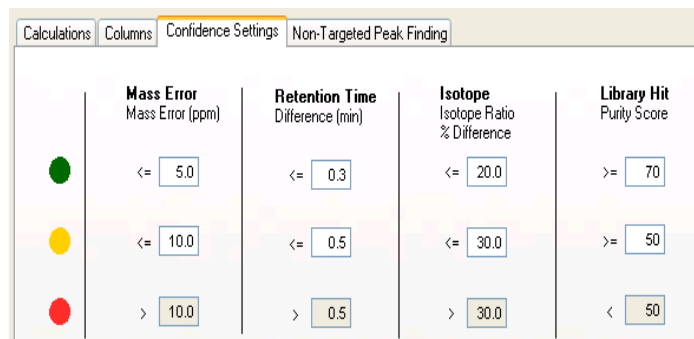 Calculations Columns Confidence Settings Non-Targeted Peak Finding
Mass Error Retention Time Isotope Library Hit
Mass Error (ppm) Difference (min) Isotope Ratio Purity Score
% Difference
<= 5.0 <= 0.3 <= 20.0 >= 70
<= 10.0 <= 0.5 <= 30.0 >= 50
> 10.0 > 0.5 > 30.0 < 50